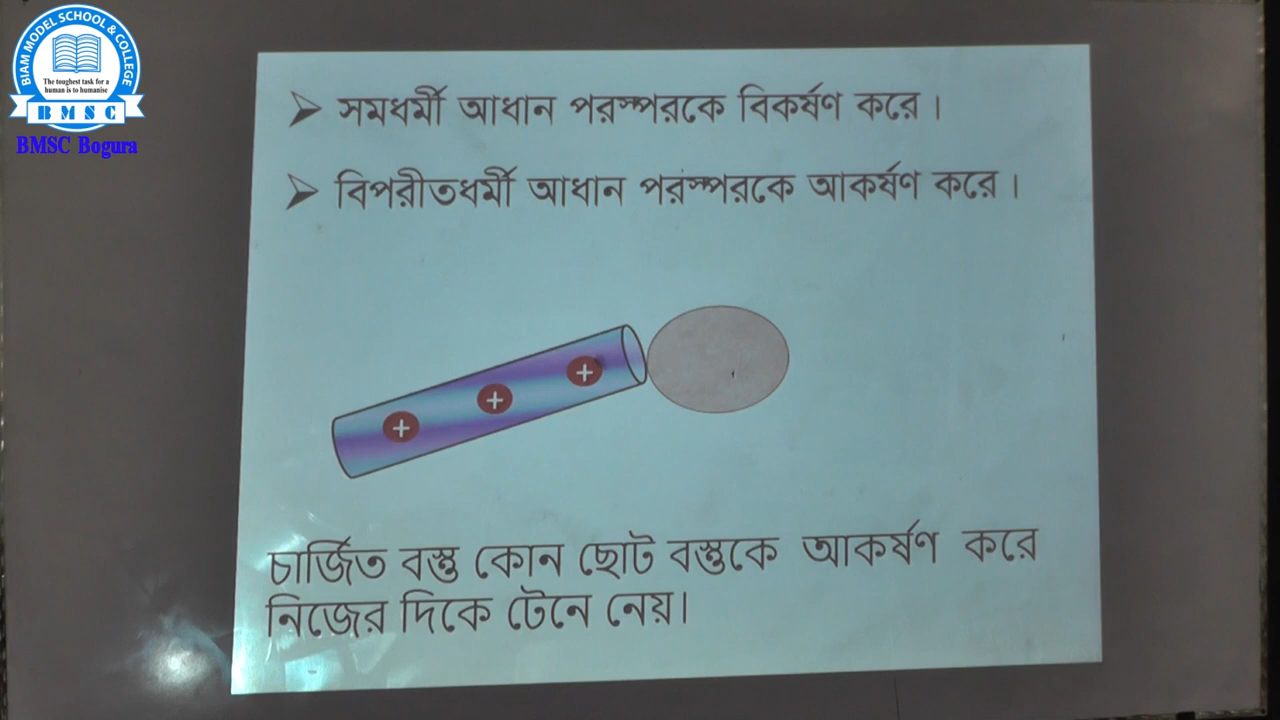 BIAM MODEL SCHOOL & COLLEGE
The toughest task for a
human is to humanise
BMSC
BMSC Bogura
➢ সমধর্মী আধান পরস্পরকে বিকর্ষণ করে।
➢ বিপরীতধর্মী আধান পরস্পরকে আকর্ষণ করে।
+ + +
চার্জিত বস্তু কোন ছোট বস্তুকে আকর্ষণ করে
নিজের দিকে টেনে নেয়।